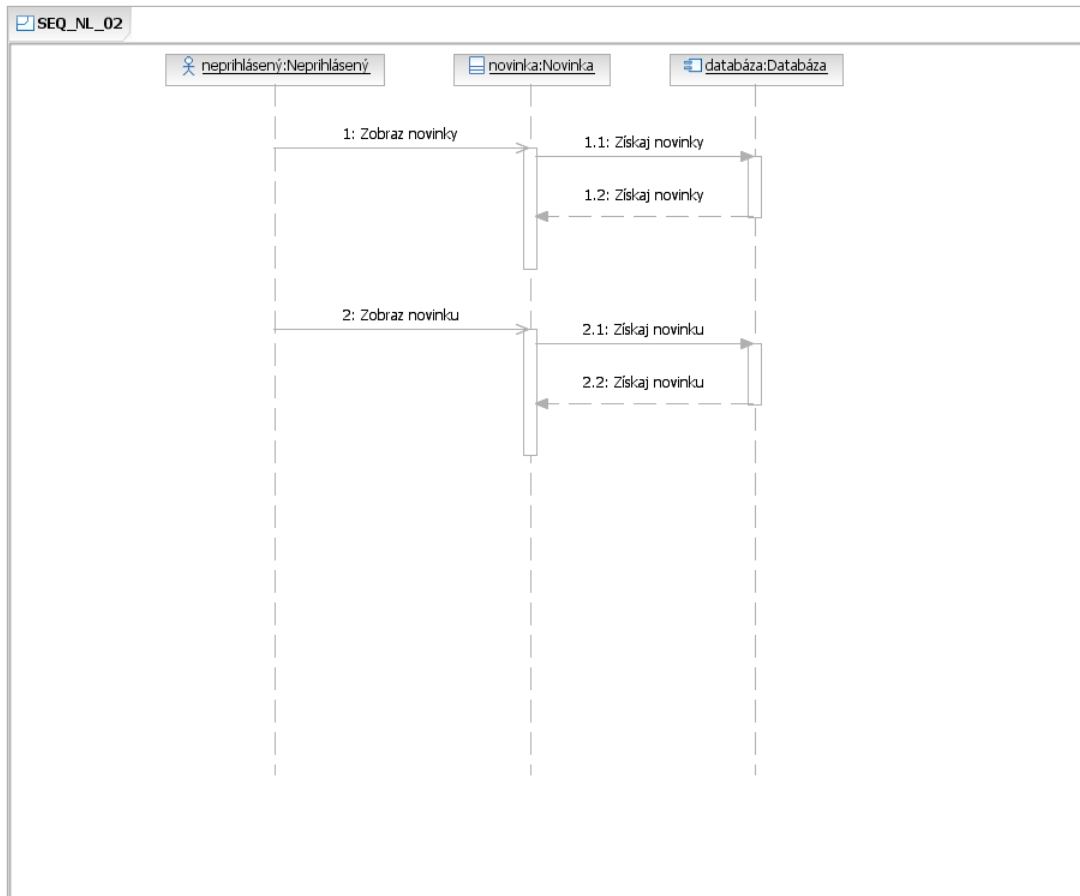 SEQ_NL_02
neprihlásený:Neprihlásený
novinka:Novinka
databáza:Databáza
1: Zobraz novinky
1.1: Získaj novinky
1.2: Získaj novinky
2: Zobraz novinku
2.1: Získaj novinku
2.2: Získaj novinku